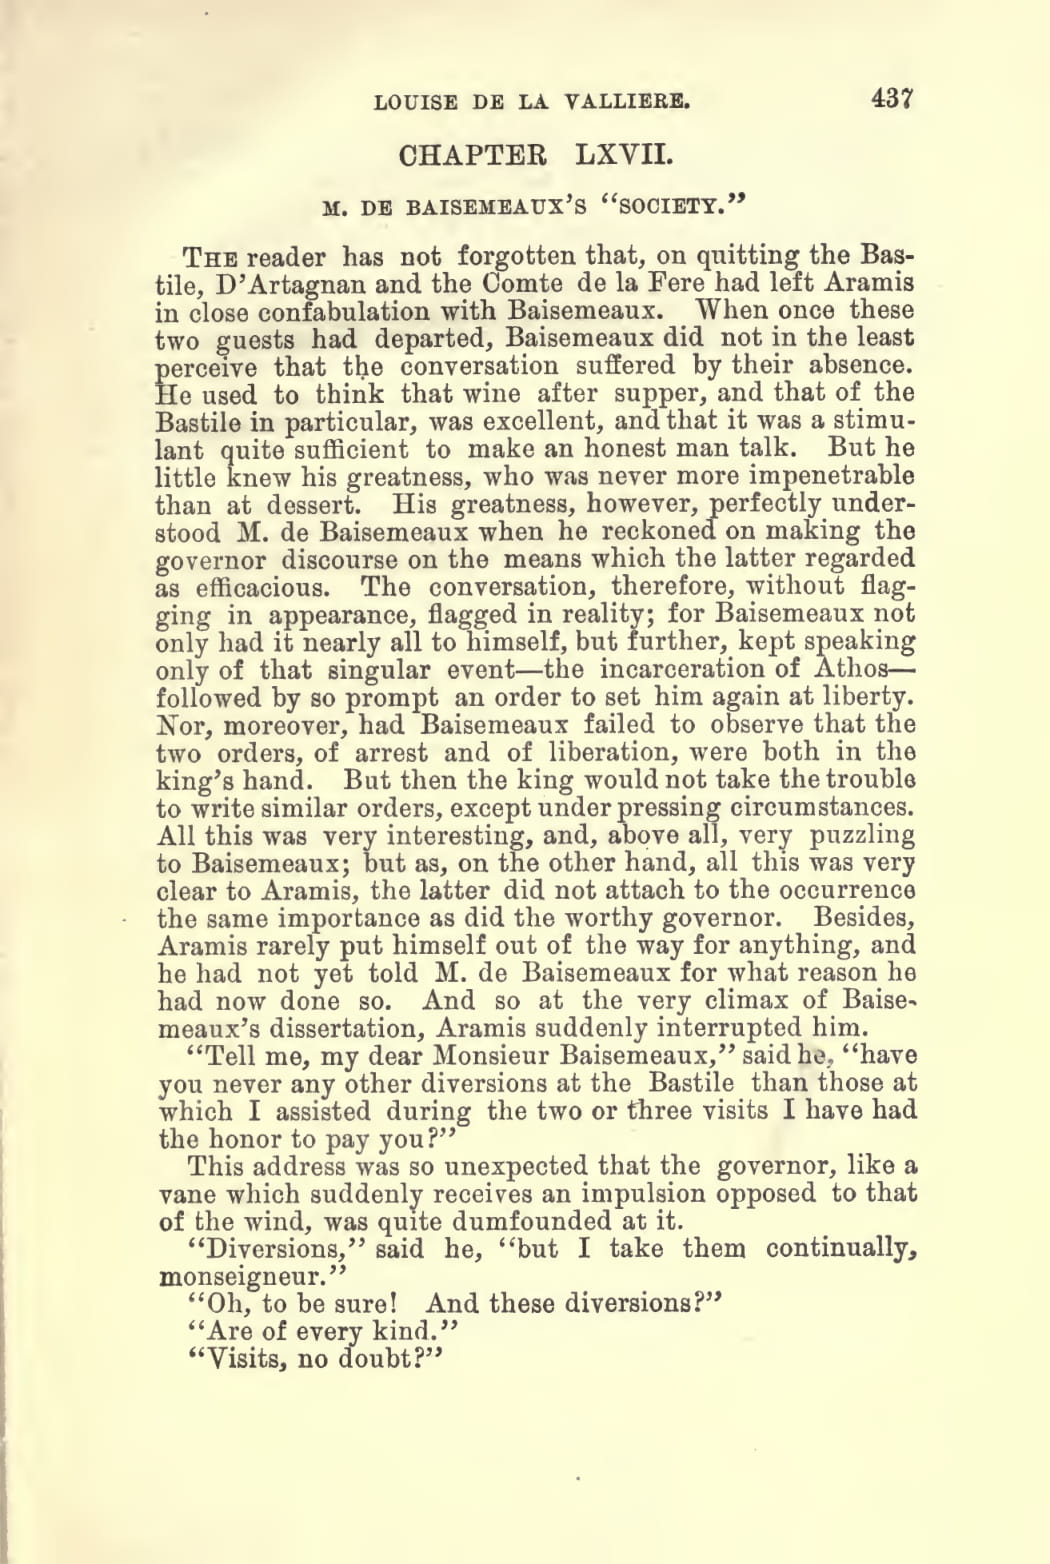 LOUISE DE LA VALLIERE. 437
CHAPTER LXVII.
M. DE BAISEMEAUX'S "SOCIETY."
THE reader has not forgotten that, on quitting the Bas-
tile, D'Artagnan and the Comte de la Fere had left Aramis
in close confabulation with Baisemeaux. When once these
two guests had departed, Baisemeaux did not in the least
perceive that the conversation suffered by their absence.
He used to think that wine after supper, and that of the
Bastile in particular, was excellent, and that it was a stimu-
lant quite sufficient to make an honest man talk. But he
little knew his greatness, who was never more impenetrable
than at dessert. His greatness, however, perfectly under-
stood M. de Baisemeaux when he reckoned on making the
governor discourse on the means which the latter regarded
as efficacious. The conversation, therefore, without flag-
ging in appearance, flagged in reality; for Baisemeaux not
only had it nearly all to himself, but further, kept speaking
only of that singular event—the incarceration of Athos—
followed by so prompt an order to set him again at liberty.
Nor, moreover, had Baisemeaux failed to observe that the
two orders, of arrest and of liberation, were both in the
king's hand. But then the king would not take the trouble
to write similar orders, except under pressing circumstances.
All this was very interesting, and, above all, very puzzling
to Baisemeaux; but as, on the other hand, all this was very
clear to Aramis, the latter did not attach to the occurrence
the same importance as did the worthy governor. Besides,
Aramis rarely put himself out of the way for anything, and
he had not yet told M. de Baisemeaux for what reason he
had now done so. And so at the very climax of Baise-
meaux's dissertation, Aramis suddenly interrupted him.
"Tell me, my dear Monsieur Baisemeaux," said he, "have
you never any other diversions at the Bastile than those at
which I assisted during the two or three visits I have had
the honor to pay you?"
This address was so unexpected that the governor, like a
vane which suddenly receives an impulsion opposed to that
of the wind, was quite dumfounded at it.
"Diversions," said he, "but I take them continually,
monseigneur."
"Oh, to be sure! And these diversions?"
"Are of every kind."
"Visits, no doubt?"